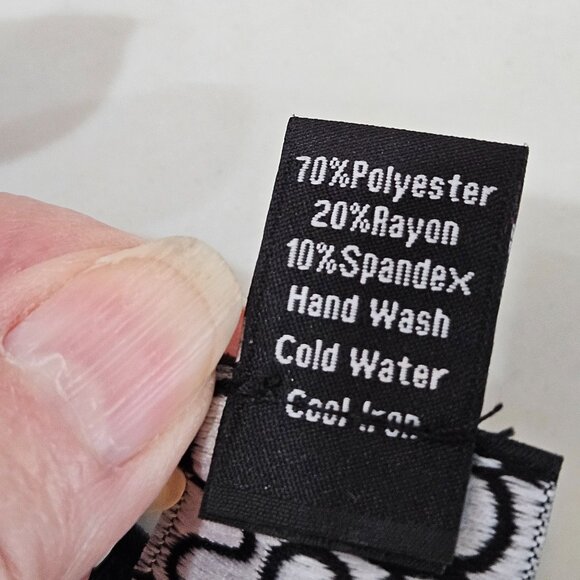 70%Polyester
20%Rayon
10%Spandex
Hand Wash
Cold Water
Cool Iron